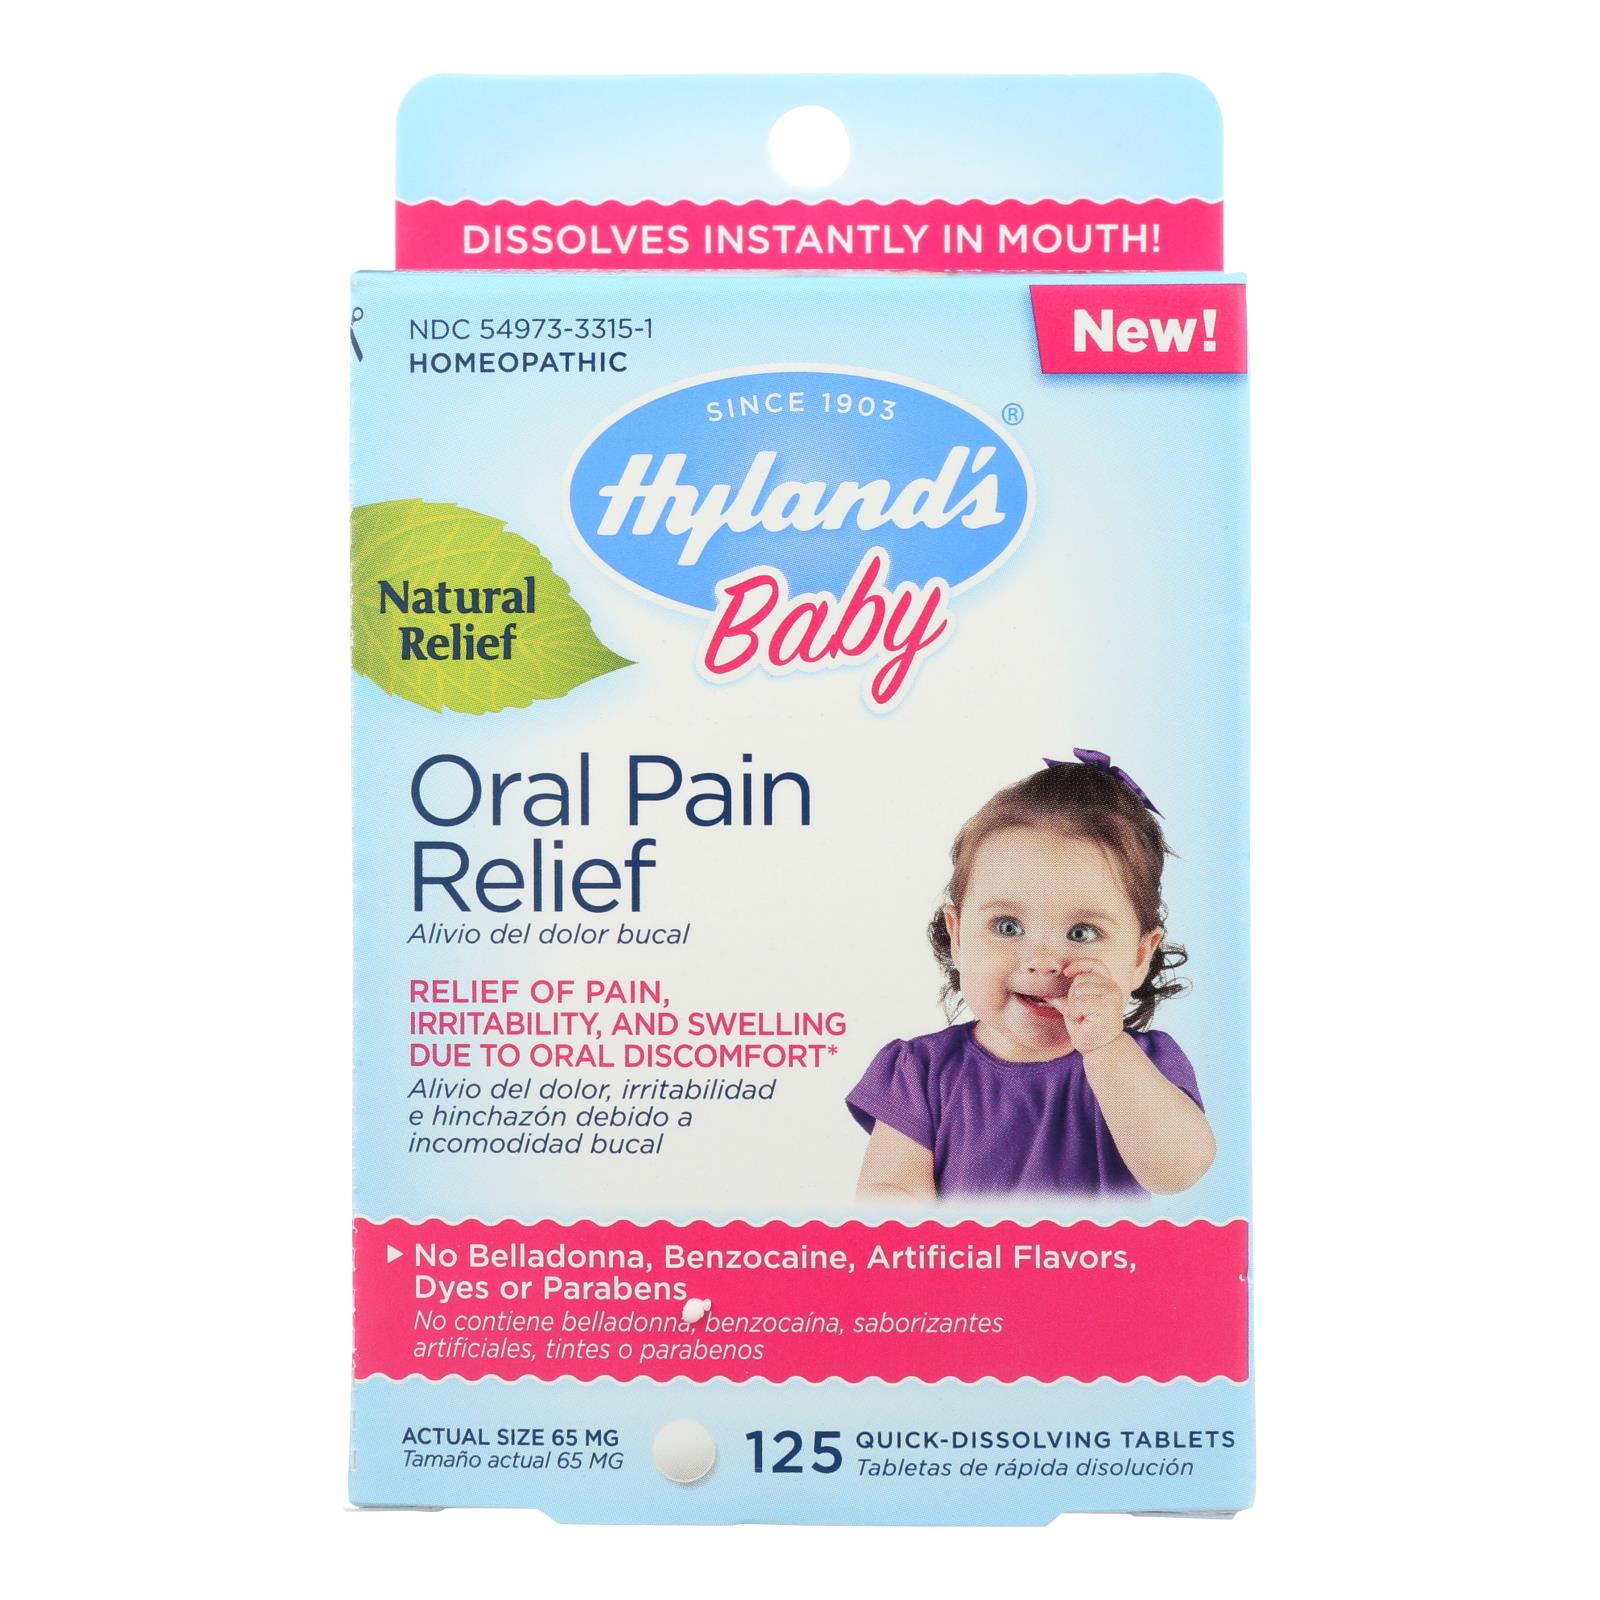 DISSOLVES INSTANTLY IN MOUTH!
NDC 54973-3315-1
HOMEOPATHIC
New!
SINCE 1903
Hyland's®
Baby
Natural
Relief
Oral Pain
Relief
Alivio del dolor bucal
RELIEF OF PAIN,
IRRITABILITY, AND SWELLING
DUE TO ORAL DISCOMFORT*
Alivio del dolor, irritabilidad
e hinchazón debido a
incomodidad bucal
No Belladonna, Benzocaine, Artificial Flavors,
Dyes or Parabens
No contiene belladonna, benzocaína, saborizantes
artificiales, tintes o parabenos
ACTUAL SIZE 65 MG
Tamaño actual 65 MG
125 QUICK-DISSOLVING TABLETS
Tabletas de rápida disolución